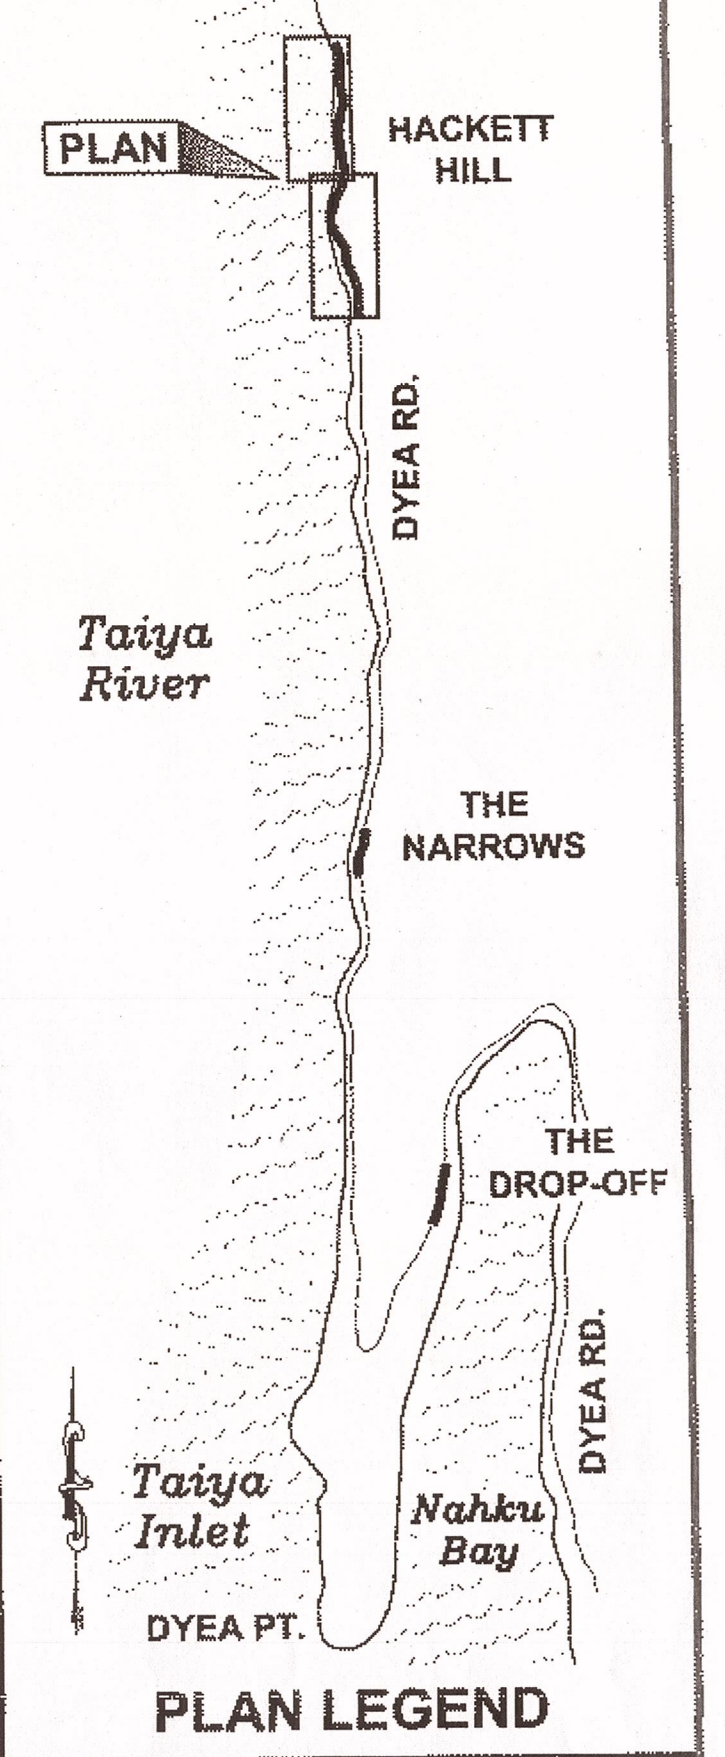 PLAN
HACKETT
HILL
DYEA RD.
Taiya
River
THE
NARROWS
THE
DROP-OFF
DYEA RD.
Taiya
Inlet
Nahku
Bay
DYEA PT.
PLAN LEGEND